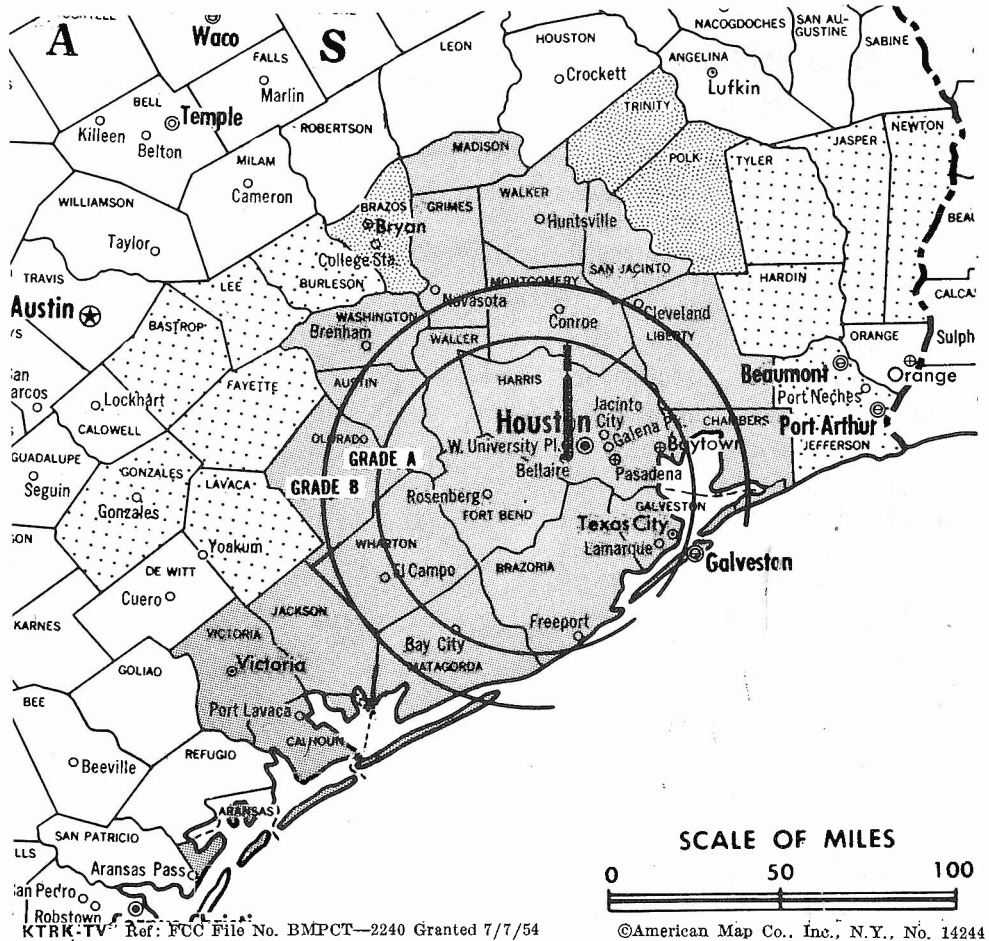 A
S
Waco
NACOGDOCHES
SAN AU-
GUSTINE
SABINE
LEON
HOUSTON
Crockett
ANGELINA
Lufkin
FALLS
Marlin
BELL
Temple
Killeen
Belton
ROBERTSON
TRINITY
MADISON
POLK
TYLER
JASPER
NEWTON
MILAM
Cameron
WILLIAMSON
Taylor
BRAZOS
Bryan
College Sta.
GRIMES
WALKER
Huntsville
TRAVIS
Austin
LEE
BURLESON
MONTGOMERY
SAN JACINTO
HARDIN
Navasota
Conroe
Cleveland
LIBERTY
BASTROP
WASHINGTON
Brenham
WALLER
ORANGE
Sulph
Beaumont
Orange
Port Neches
Port Arthur
JEFFERSON
FAYETTE
AUSTIN
HARRIS
Lockhart
CALDWELL
COLORADO
GRADE A
Houston
Jacinto
City
Galena Pk.
CHAMBERS
W. University Pl.
Baytown
Bellaire
Pasadena
GUADALUPE
Seguin
GONZALES
Gonzales
LAVACA
GRADE B
Rosenberg
FORT BEND
GALVESTON
Texas City
Lamarque
Galveston
Yoakum
WHARTON
El Campo
BRAZORIA
DE WITT
Cuero
KARNES
JACKSON
Freeport
VICTORIA
Victoria
Bay City
MATAGORDA
GOLIAD
BEE
Port Lavaca
CALHOUN
REFUGIO
Beeville
ARANSAS
SAN PATRICIO
Aransas Pass
Robstown
SCALE OF MILES
0 50 100
KTRK-TV Ref: FCC File No. BMPCT—2240 Granted 7/7/54
©American Map Co., Inc., N.Y., No. 14244